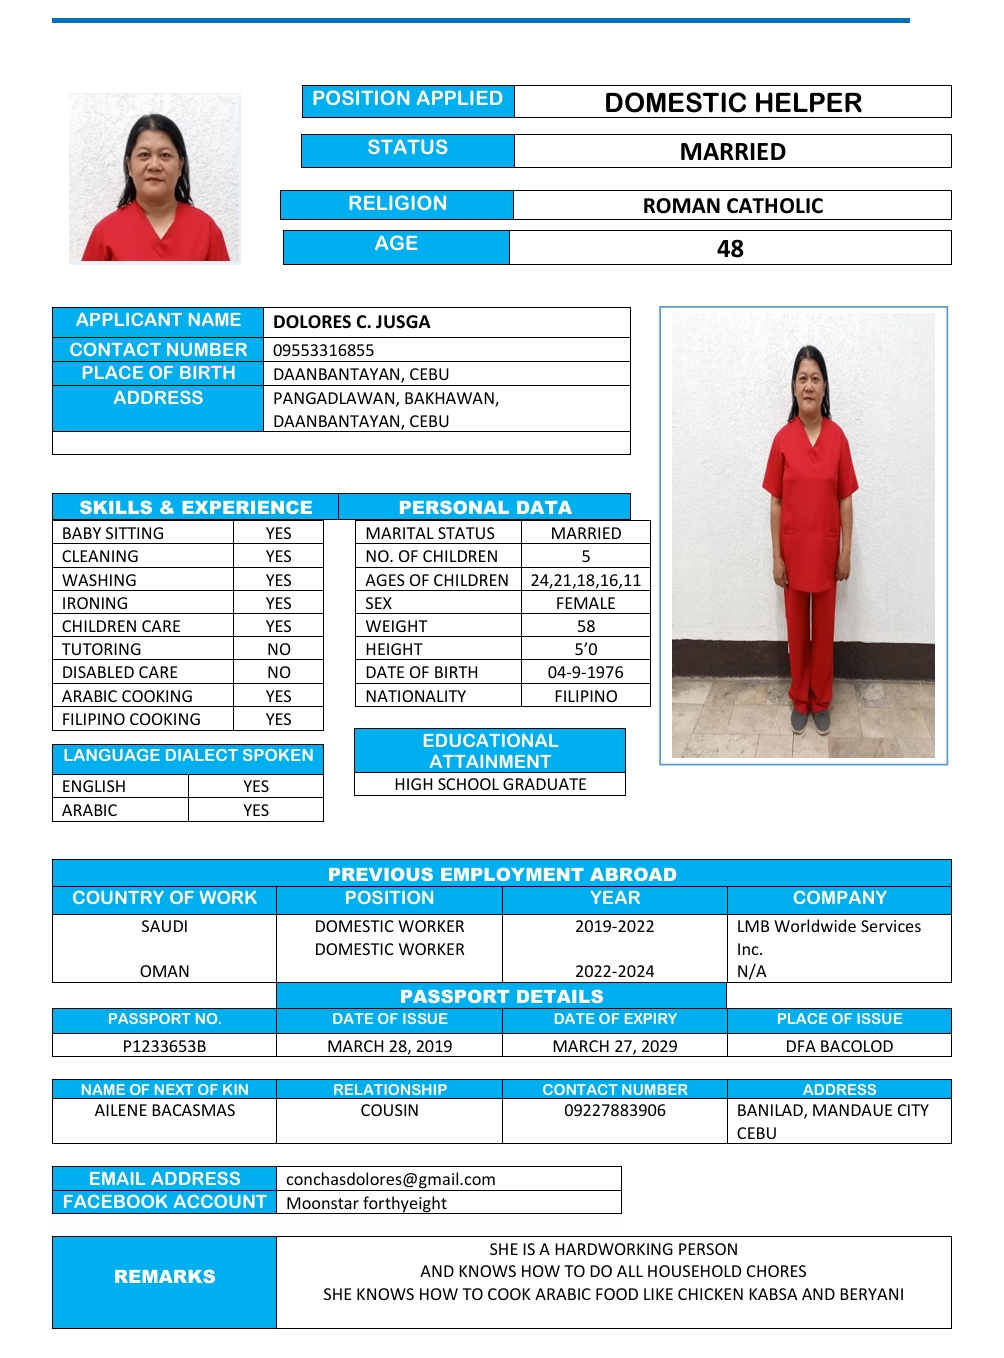 POSITION APPLIED DOMESTIC HELPER
STATUS MARRIED
RELIGION ROMAN CATHOLIC
AGE 48
APPLICANT NAME DOLORES C. JUSGA
CONTACT NUMBER 09553316855
PLACE OF BIRTH DAANBANTAYAN, CEBU
ADDRESS PANGADLAWAN, BAKHAWAN,
DAANBANTAYAN, CEBU
SKILLS & EXPERIENCE
BABY SITTING YES
CLEANING YES
WASHING YES
IRONING YES
CHILDREN CARE YES
TUTORING NO
DISABLED CARE NO
ARABIC COOKING YES
FILIPINO COOKING YES
LANGUAGE DIALECT SPOKEN
ENGLISH YES
ARABIC YES
PERSONAL DATA
MARITAL STATUS MARRIED
NO. OF CHILDREN 5
AGES OF CHILDREN 24,21,18,16,11
SEX FEMALE
WEIGHT 58
HEIGHT 5’0
DATE OF BIRTH 04-9-1976
NATIONALITY FILIPINO
EDUCATIONAL
ATTAINMENT
HIGH SCHOOL GRADUATE
PREVIOUS EMPLOYMENT ABROAD
COUNTRY OF WORK POSITION YEAR COMPANY
SAUDI DOMESTIC WORKER 2019-2022 LMB Worldwide Services
DOMESTIC WORKER Inc.
OMAN 2022-2024 N/A
PASSPORT DETAILS
PASSPORT NO. DATE OF ISSUE DATE OF EXPIRY PLACE OF ISSUE
P1233653B MARCH 28, 2019 MARCH 27, 2029 DFA BACOLOD
NAME OF NEXT OF KIN RELATIONSHIP CONTACT NUMBER ADDRESS
AILENE BACASMAS COUSIN 09227883906 BANILAD, MANDAUE CITY
CEBU
EMAIL ADDRESS conchasdolores@gmail.com
FACEBOOK ACCOUNT Moonstar forthyeight
REMARKS
SHE IS A HARDWORKING PERSON
AND KNOWS HOW TO DO ALL HOUSEHOLD CHORES
SHE KNOWS HOW TO COOK ARABIC FOOD LIKE CHICKEN KABSA AND BERYANI